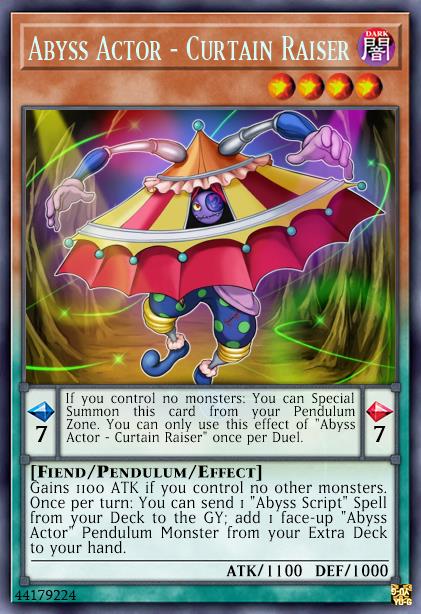 Abyss Actor - Curtain Raiser
DARK
闇
If you control no monsters: You can Special
Summon this card from your Pendulum
Zone. You can only use this effect of "Abyss
Actor - Curtain Raiser" once per Duel.
7
7
[Fiend/Pendulum/Effect]
Gains 1100 ATK if you control no other monsters.
Once per turn: You can send 1 "Abyss Script" Spell
from your Deck to the GY; add 1 face-up "Abyss
Actor" Pendulum Monster from your Extra Deck
to your hand.
ATK/1100 DEF/1000
44179224